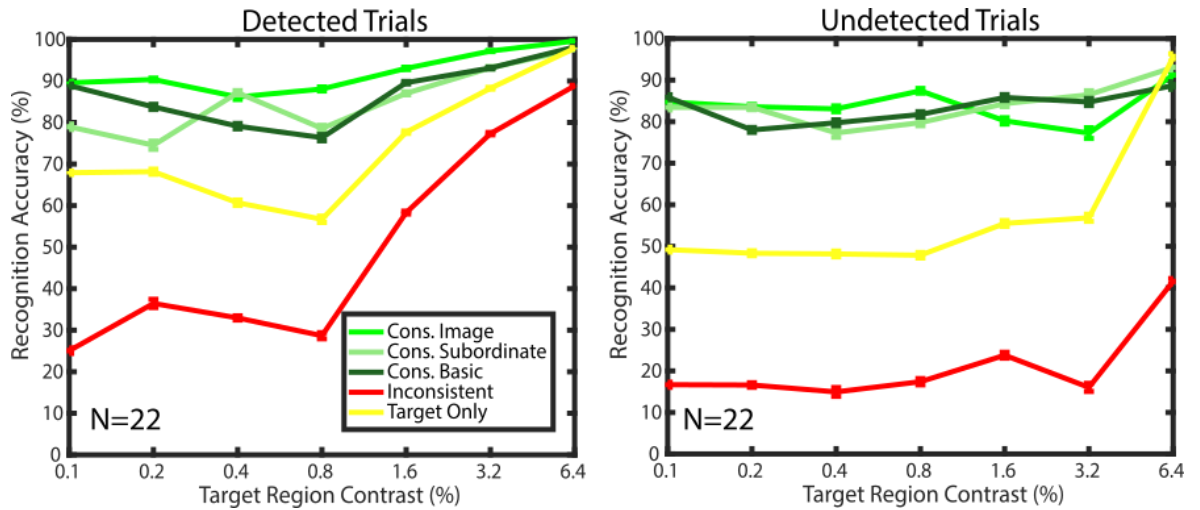 Detected Trials
Recognition Accuracy (%)
100
90
80
70
60
50
40
30
20
10
0
Cons. Image
Cons. Subordinate
Cons. Basic
Inconsistent
Target Only
N=22
0.1 0.2 0.4 0.8 1.6 3.2 6.4
Target Region Contrast (%)
Undetected Trials
Recognition Accuracy (%)
100
90
80
70
60
50
40
30
20
10
0
N=22
0.1 0.2 0.4 0.8 1.6 3.2 6.4
Target Region Contrast (%)